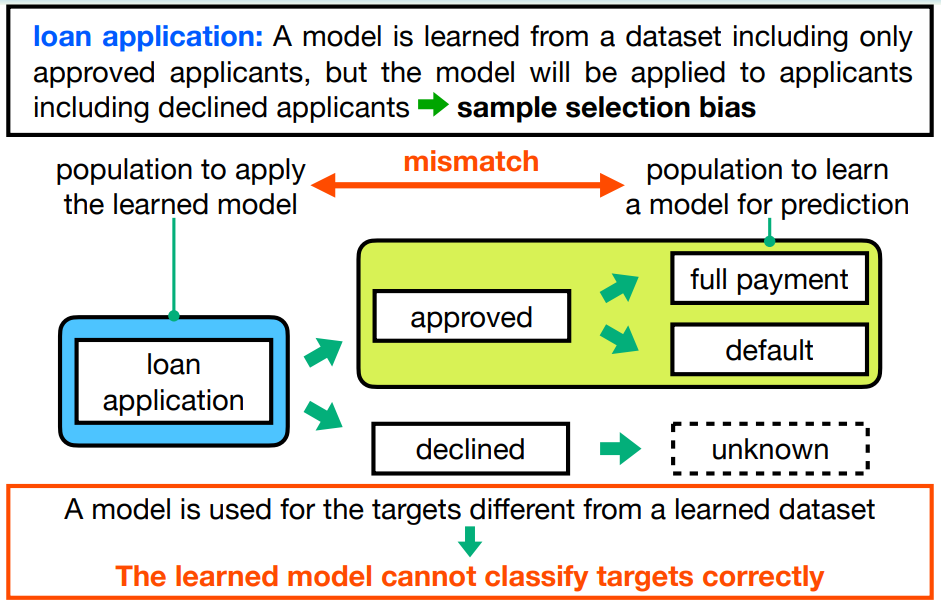 loan application: A model is learned from a dataset including only
approved applicants, but the model will be applied to applicants
including declined applicants sample selection bias
mismatch
population to apply
the learned model
population to learn
a model for prediction
loan
application
approved
full payment
default
declined
unknown
A model is used for the targets different from a learned dataset
The learned model cannot classify targets correctly